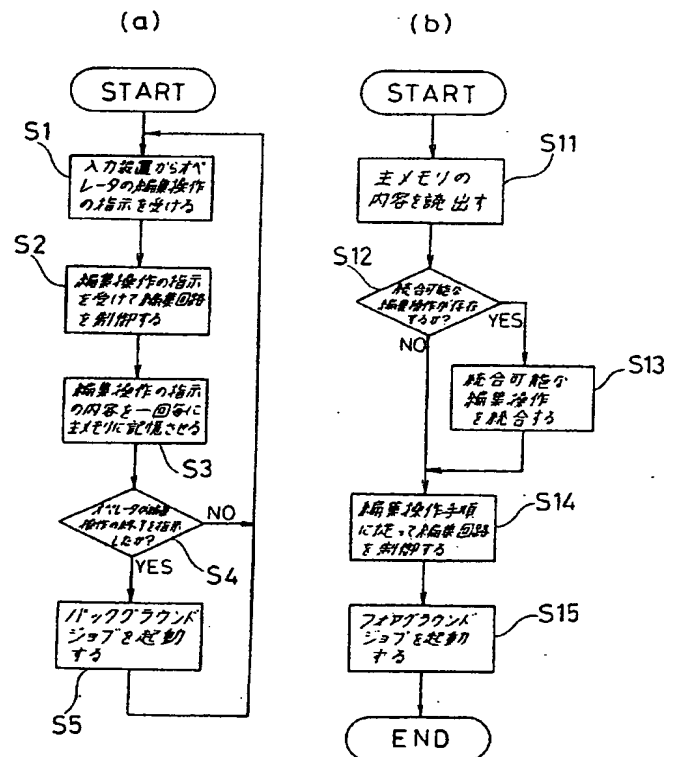 (a)
START
S1
入力装置からオペ
レータの編集操作
の指示を受ける
S2
編集操作の指示
を受けて編集回路
を制御する
編集操作の指示
の内容を一回毎に
主メモリに記憶させる
S3
オペレータが編集
操作の終了を指示
したか?
NO
S4
YES
バックグラウンド
ジョブを起動
する
S5
(b)
START
S11
主メモリの
内容を読出す
S12
統合可能な
編集操作が存在
するか?
YES
NO
S13
統合可能な
編集操作
を統合する
S14
編集操作手順
に従って編集回路
を制御する
S15
フォアグラウンド
ジョブを起動
する
END